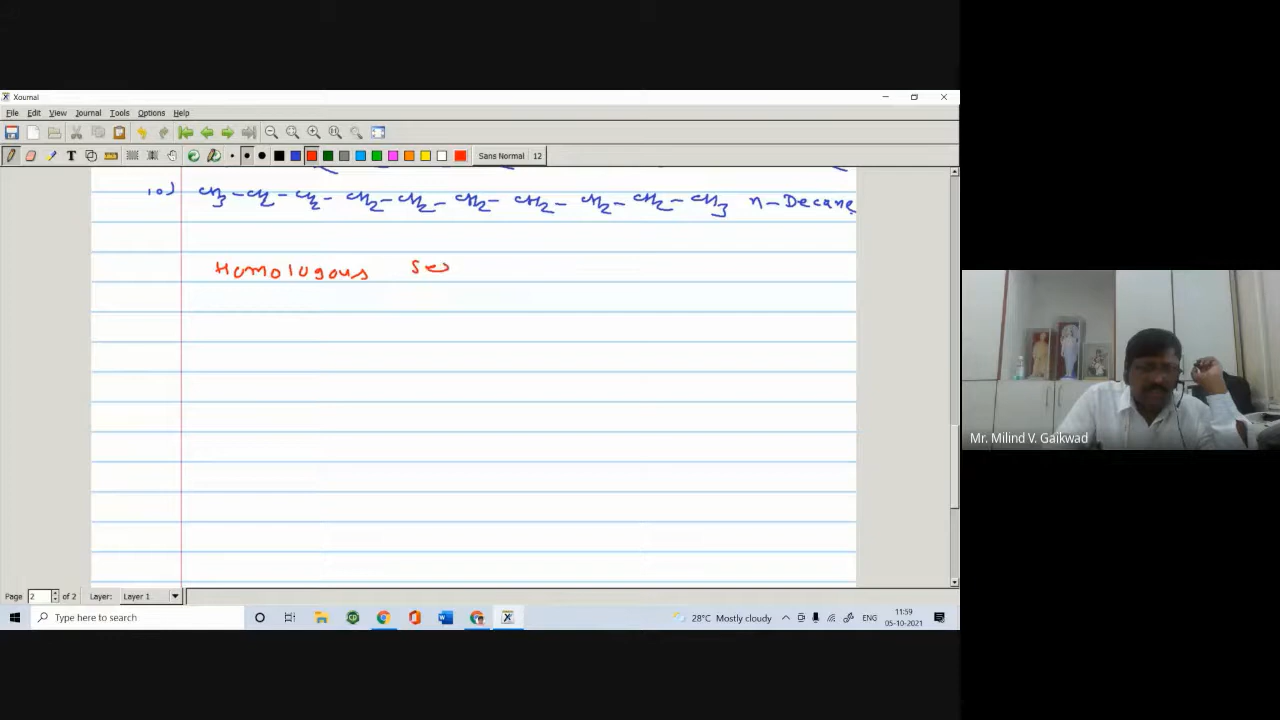 Xournal
File Edit View Journal Tools Options Help
Sans Normal 12
10) CH3-CH2-CH2-CH2-CH2-CH2-CH2-CH2-CH2-CH3 n-Decane
Homologous Se
Mr. Milind V. Gaikwad
Page 2 of 2 Layer: Layer 1
Type here to search
28°C Mostly cloudy
ENG
11:59
05-10-2021